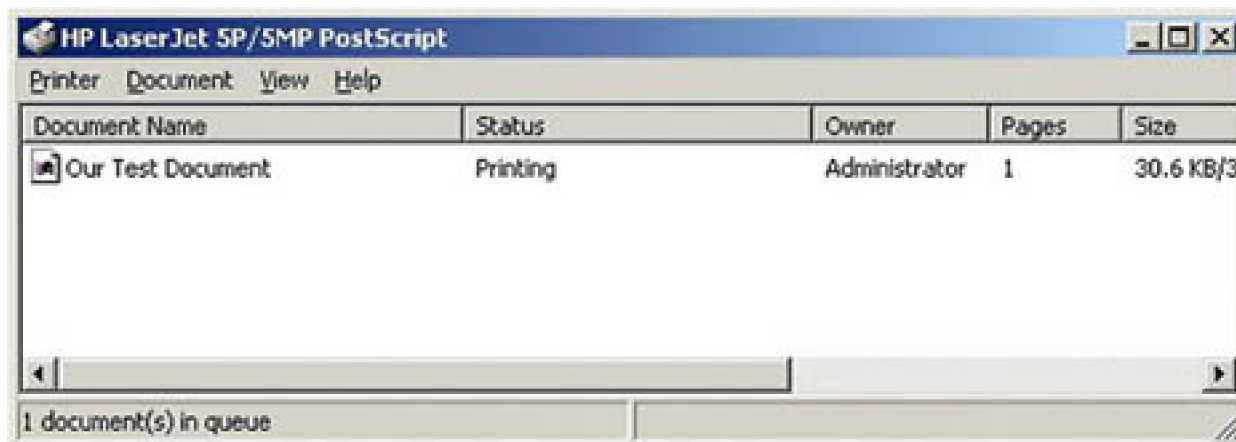 HP LaserJet 5P/5MP PostScript
Printer Document View Help
Document Name Status Owner Pages Size
Our Test Document Printing Administrator 1 30.6 KB/3
1 document(s) in queue